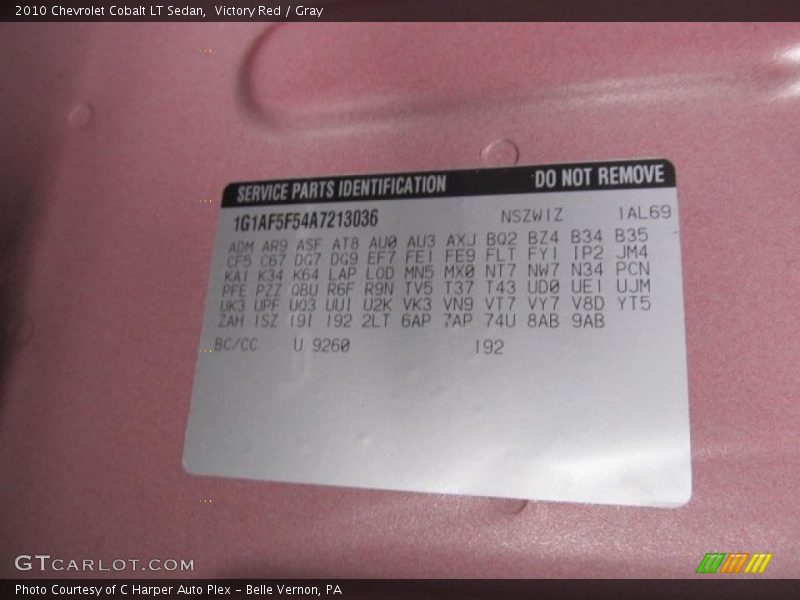 2010 Chevrolet Cobalt LT Sedan,  Victory Red / Gray
SERVICE PARTS IDENTIFICATION DO NOT REMOVE
1G1AF5F54A7213036 NSZW1Z 1AL69
ADM AR9 ASF AT8 AU0 AU3 AXJ BQ2 BZ4 B34 B35
CF5 C67 DG7 DG9 EF7 FE1 FE9 FLT FY1 IP2 JM4
KA1 K34 K64 LAP LOD MN5 MX0 NT7 NW7 N34 PCN
PFE PZZ QBU R6F R9N TV5 T37 T43 UD0 UE1 UJM
UK3 UPF UQ3 UU1 U2K VK3 VN9 VT7 VY7 V8D YT5
ZAH 1SZ 19I 192 2LT 6AP 7AP 74U 8AB 9AB
BC/CC U 9260 192
GTCARLOT.COM
Photo Courtesy of C Harper Auto Plex - Belle Vernon, PA